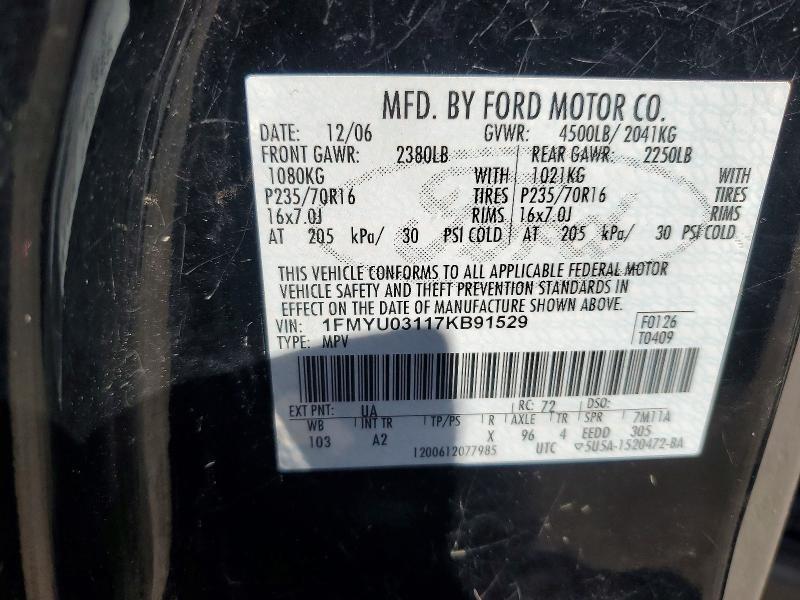 MFD. BY FORD MOTOR CO.
DATE: 12/06 GVWR: 4500LB/ 2041KG
FRONT GAWR: 2380LB REAR GAWR: 2250LB
1080KG WITH 1021KG WITH
P235/70R16 TIRES P235/70R16 TIRES
16x7.0J RIMS 16x7.0J RIMS
AT 205 kPa/ 30 PSI COLD AT 205 kPa/ 30 PSI COLD
THIS VEHICLE CONFORMS TO ALL APPLICABLE FEDERAL MOTOR
VEHICLE SAFETY AND THEFT PREVENTION STANDARDS IN
EFFECT ON THE DATE OF MANUFACTURE SHOWN ABOVE.
VIN: 1FMYU03117KB91529 F0126
TYPE: MPV T0409
EXT PNT: UA RC: 72 DSO:
WB INT TR TP/PS R AXLE TR SPR 7M11A
103 A2 X 96 4 EEDD 305
1200612077985 UTC 5U5A-1520472-BA